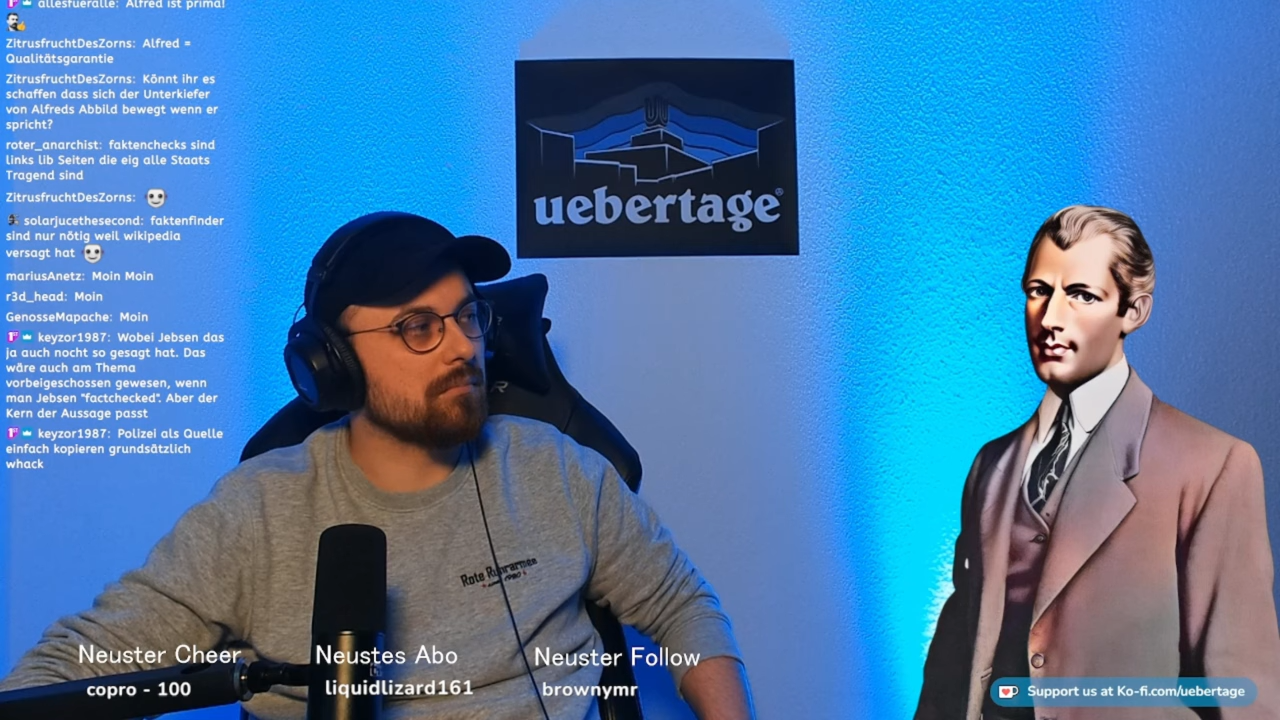 allesfueralle: Alfred ist prima!
ZitrusfruchtDesZorns: Alfred =
Qualitätsgarantie
ZitrusfruchtDesZorns: Könnt ihr es
schaffen dass sich der Unterkiefer
von Alfreds Abbild bewegt wenn er
spricht?
roter_anarchist: faktenchecks sind
links lib Seiten die eig alle Staats
Tragend sind
ZitrusfruchtDesZorns:
solarjucethesecond: faktenfinder
sind nur nötig weil wikipedia
versagt hat
mariusAnetz: Moin Moin
r3d_head: Moin
GenosseMapache: Moin
keyzor1987: Wobei Jebsen das
ja auch nocht so gesagt hat. Das
wäre auch am Thema
vorbeigeschossen gewesen, wenn
man Jebsen "factchecked". Aber der
Kern der Aussage passt
keyzor1987: Polizei als Quelle
einfach kopieren grundsätzlich
whack
uebertage
Rote Ruhrarmee
1920
Neuster Cheer
copro - 100
Neustes Abo
liquidlizard161
Neuster Follow
brownymr
Support us at Ko-fi.com/uebertage